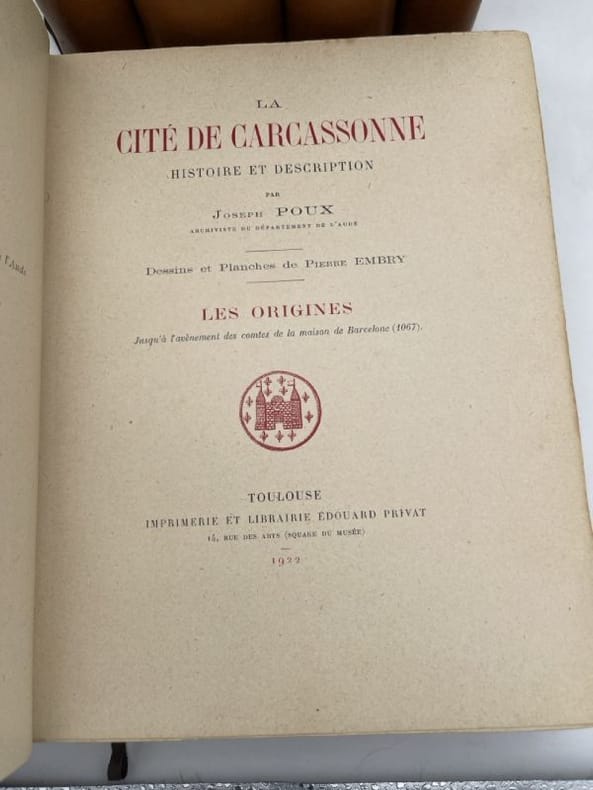 LA
CITÉ DE CARCASSONNE
HISTOIRE ET DESCRIPTION
PAR
JOSEPH POUX
ARCHIVISTE DU DÉPARTEMENT DE L'AUDE
Dessins et Planches de PIERRE EMBRY
LES ORIGINES
Jusqu'à l'avènement des comtes de la maison de Barcelone (1067).
TOULOUSE
IMPRIMERIE ET LIBRAIRIE ÉDOUARD PRIVAT
14, RUE DES ARTS (SQUARE DU MUSÉE)
1922